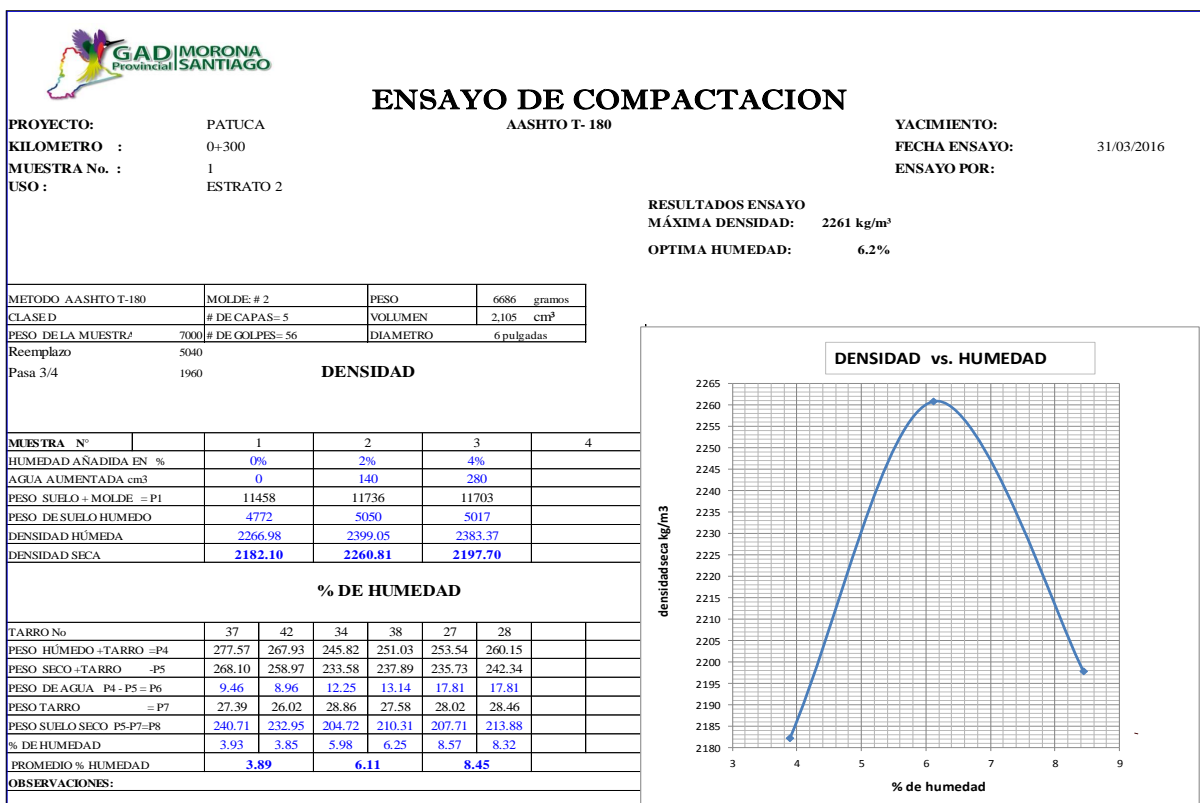 GAD MORONA
Provincial SANTIAGO
ENSAYO DE COMPACTACION
PROYECTO: PATUCA AASHTO T- 180 YACIMIENTO:
KILOMETRO : 0+300 FECHA ENSAYO: 31/03/2016
MUESTRA No. : 1 ENSAYO POR:
USO : ESTRATO 2
RESULTADOS ENSAYO
MÁXIMA DENSIDAD: 2261 kg/m³
OPTIMA HUMEDAD: 6.2%
METODO AASHTO T-180 MOLDE: # 2 PESO 6686 gramos
CLASE D # DE CAPAS= 5 VOLUMEN 2,105 cm³
PESO DE LA MUESTRA 7000 # DE GOLPES= 56 DIAMETRO 6 pulgadas
Reemplazo 5040
Pasa 3/4 1960 DENSIDAD
MUESTRA N° 1 2 3 4
HUMEDAD AÑADIDA EN % 0% 2% 4%
AGUA AUMENTADA cm3 0 140 280
PESO SUELO + MOLDE = P1 11458 11736 11703
PESO DE SUELO HUMEDO 4772 5050 5017
DENSIDAD HÚMEDA 2266.98 2399.05 2383.37
DENSIDAD SECA 2182.10 2260.81 2197.70
% DE HUMEDAD
TARRO No 37 42 34 38 27 28
PESO HÚMEDO +TARRO =P4 277.57 267.93 245.82 251.03 253.54 260.15
PESO SECO +TARRO -P5 268.10 258.97 233.58 237.89 235.73 242.34
PESO DE AGUA P4 - P5 = P6 9.46 8.96 12.25 13.14 17.81 17.81
PESO TARRO = P7 27.39 26.02 28.86 27.58 28.02 28.46
PESO SUELO SECO P5-P7=P8 240.71 232.95 204.72 210.31 207.71 213.88
% DE HUMEDAD 3.93 3.85 5.98 6.25 8.57 8.32
PROMEDIO % HUMEDAD 3.89 6.11 8.45
OBSERVACIONES:
DENSIDAD vs. HUMEDAD
densidad seca kg/m3
2265
2260
2255
2250
2245
2240
2235
2230
2225
2220
2215
2210
2205
2200
2195
2190
2185
2180
3 4 5 6 7 8 9
% de humedad